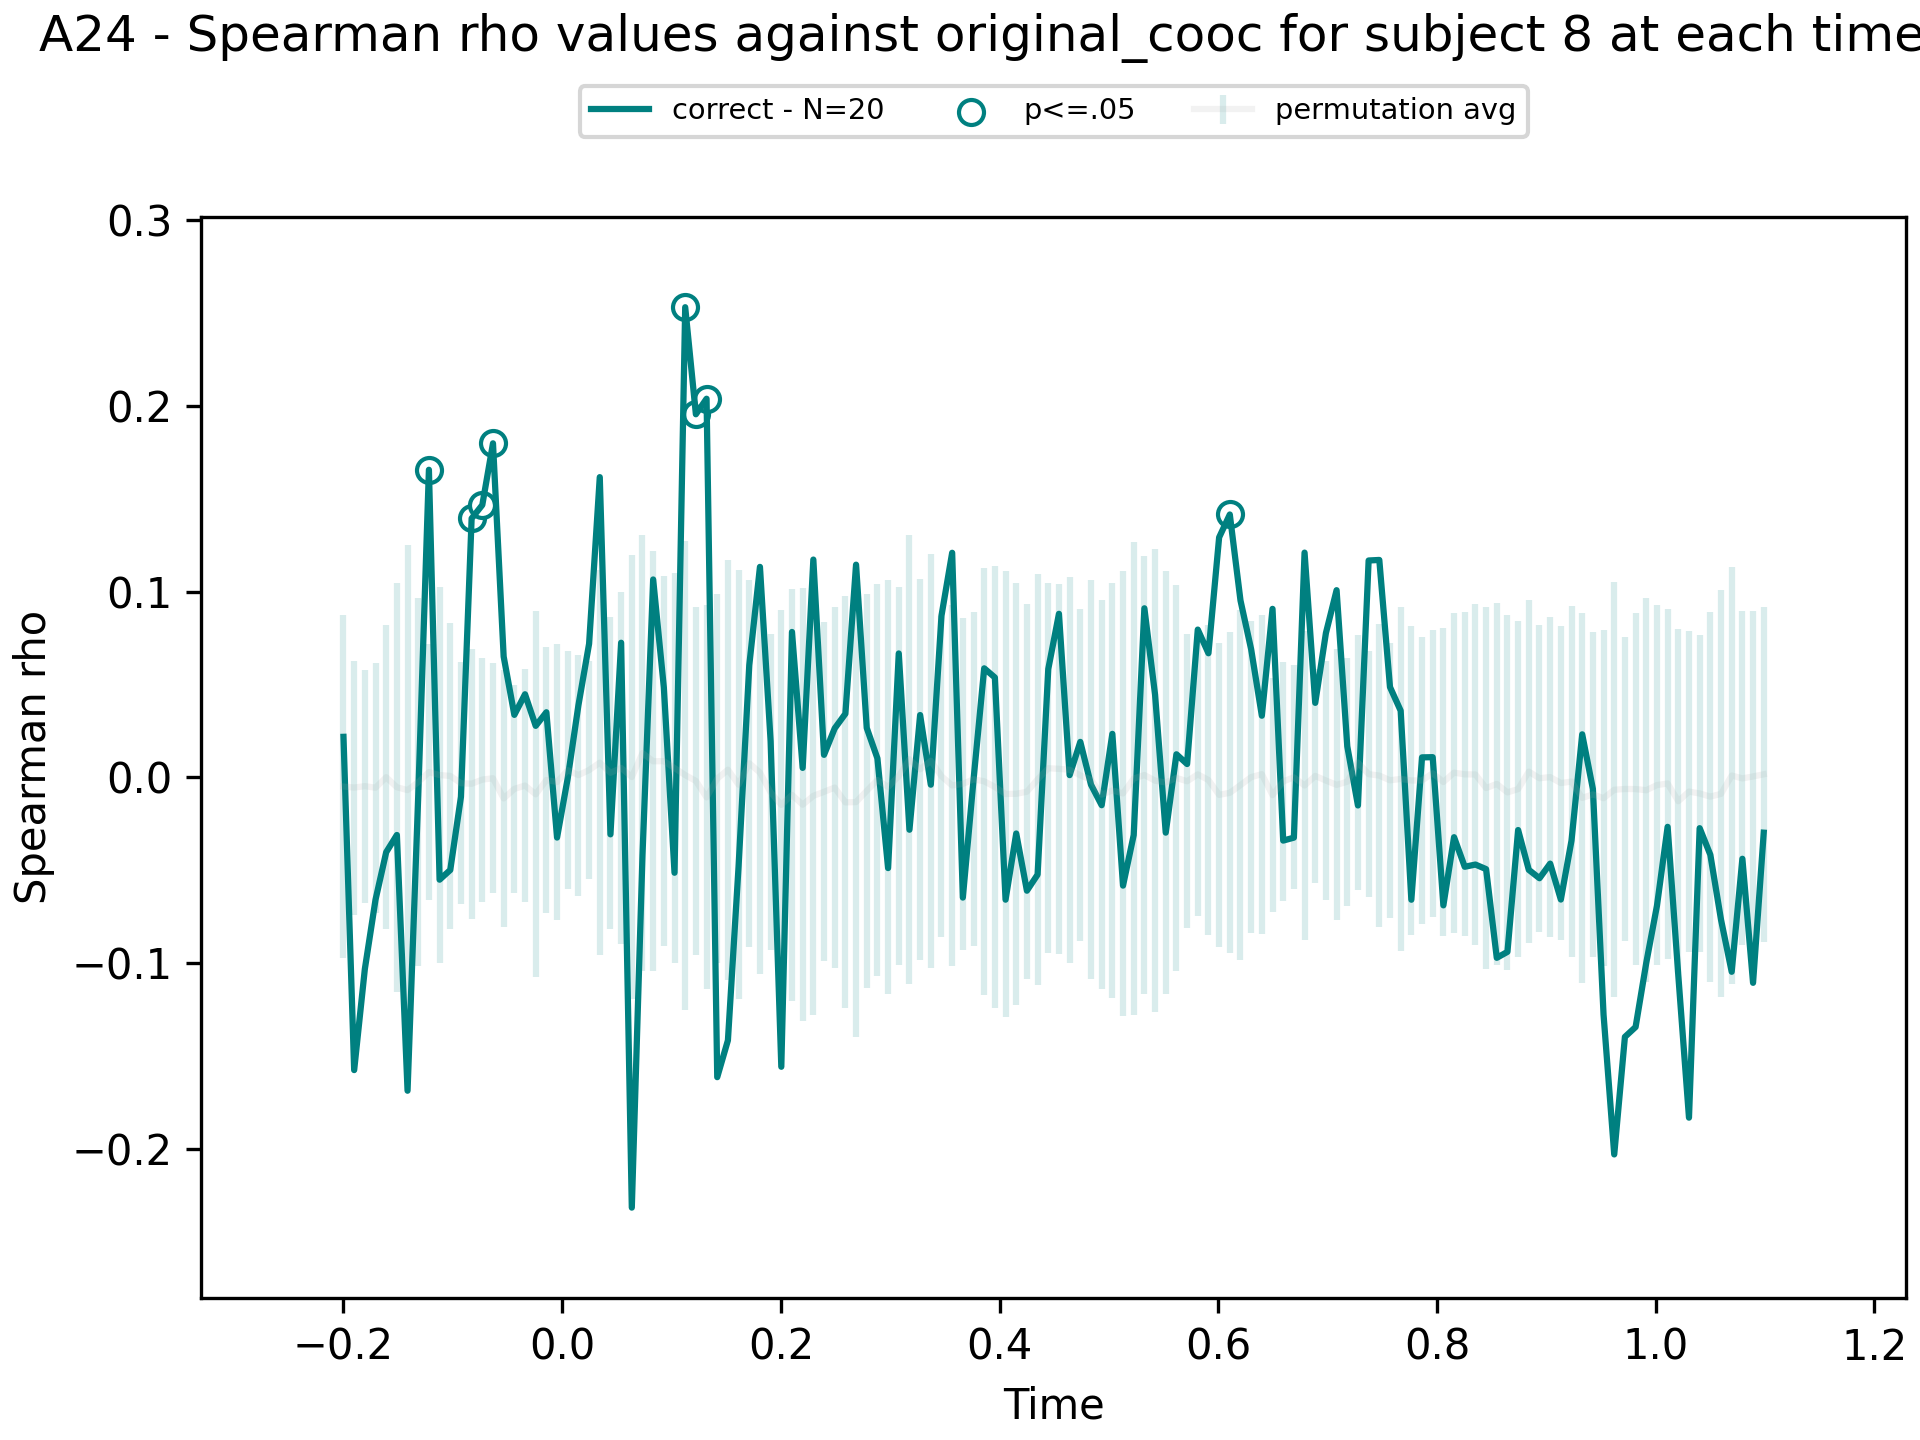 A24 - Spearman rho values against original_cooc for subject 8 at each time
correct - N=20 p<=.05 permutation avg
0.3
0.2
0.1
0.0
−0.1
−0.2
Spearman rho
−0.2 0.0 0.2 0.4 0.6 0.8 1.0 1.2
Time